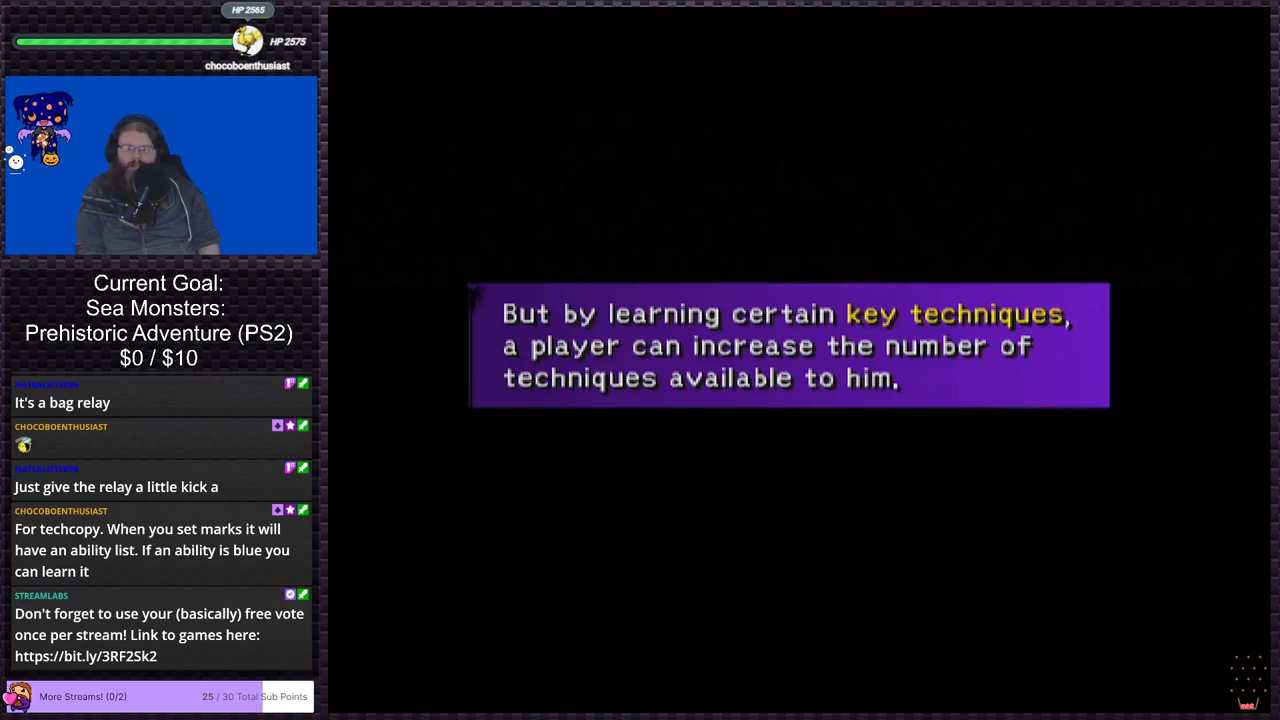 HP 2565
HP 2575
chocoboenthusiast
Current Goal:
Sea Monsters:
Prehistoric Adventure (PS2)
$0 / $10
It's a bag relay
CHOCOBOENTHUSIAST
Just give the relay a little kick a
CHOCOBOENTHUSIAST
For techcopy. When you set marks it will
have an ability list. If an ability is blue you
can learn it
STREAMLABS
Don't forget to use your (basically) free vote
once per stream! Link to games here:
https://bit.ly/3RF2Sk2
More Streams! (0/2)
25 / 30 Total Sub Points
But by learning certain key techniques,
a player can increase the number of
techniques available to him.